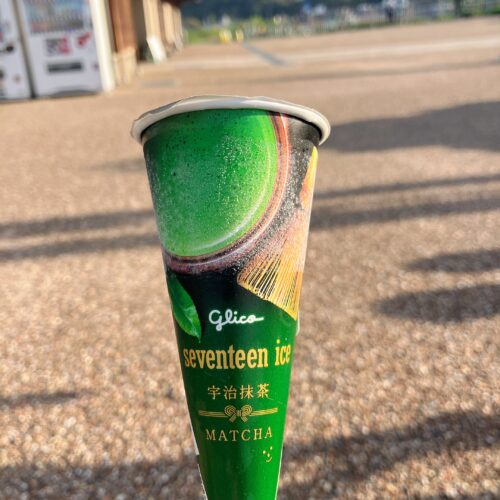 Glico
seventeen ice
宇治抹茶
MATCHA